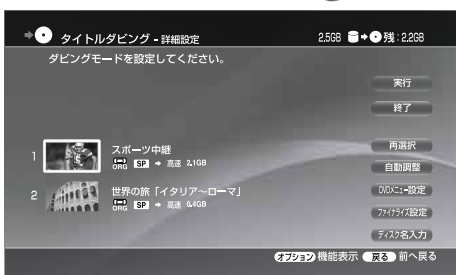 タイトルダビング - 詳細設定 2.5GB 残:2.2GB
ダビングモードを設定してください。
実行
終了
1 スポーツ中継
ORG SP 高速 2.1GB
再選択
自動調整
2 世界の旅「イタリア～ローマ」
ORG SP 高速 0.4GB
DVDメニュー設定
ファイナライズ設定
ディスク名入力
オプション 機能表示 戻る 前へ戻る